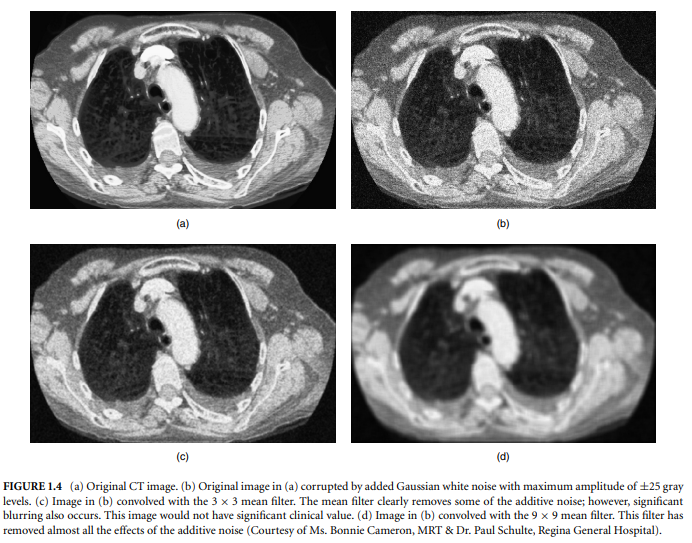 (a)
(b)
(c)
(d)
FIGURE 1.4 (a) Original CT image. (b) Original image in (a) corrupted by added Gaussian white noise with maximum amplitude of ±25 gray
levels. (c) Image in (b) convolved with the 3 × 3 mean filter. The mean filter clearly removes some of the additive noise; however, significant
blurring also occurs. This image would not have significant clinical value. (d) Image in (b) convolved with the 9 × 9 mean filter. This filter has
removed almost all the effects of the additive noise (Courtesy of Ms. Bonnie Cameron, MRT & Dr. Paul Schulte, Regina General Hospital).